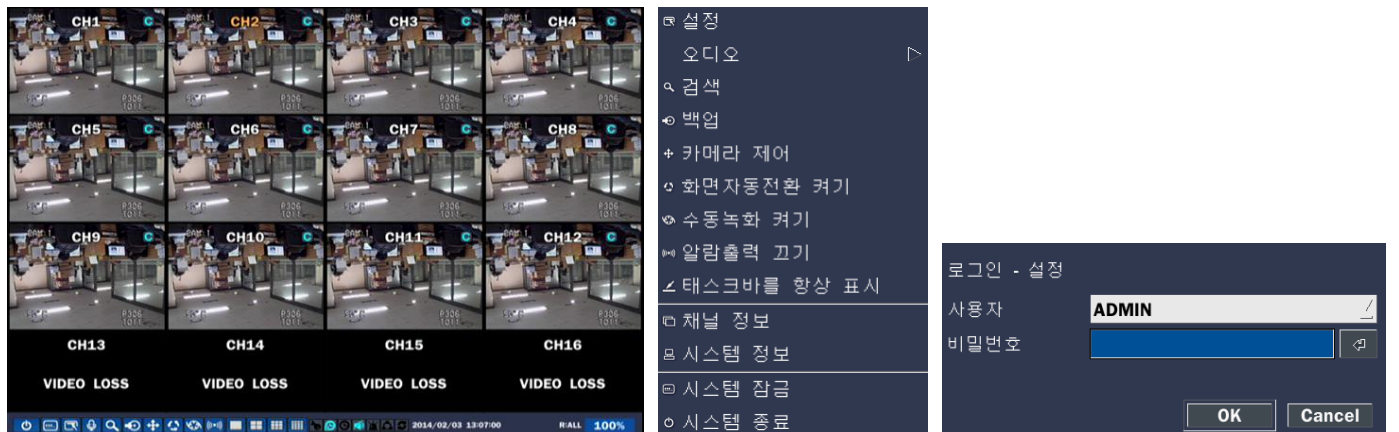 CH1 C CH2 C CH3 C CH4 C
CH5 C CH6 C CH7 C CH8 C
CH9 C CH10 C CH11 C CH12 C
CH13 CH14 CH15 CH16
VIDEO LOSS VIDEO LOSS VIDEO LOSS VIDEO LOSS
2014/02/03 13:07:00 R:ALL 100%
설정
오디오
검색
백업
카메라 제어
화면자동전환 켜기
수동녹화 켜기
알람출력 끄기
태스크바를 항상 표시
채널 정보
시스템 정보
시스템 잠금
시스템 종료
로그인 - 설정
사용자 ADMIN
비밀번호
OK Cancel